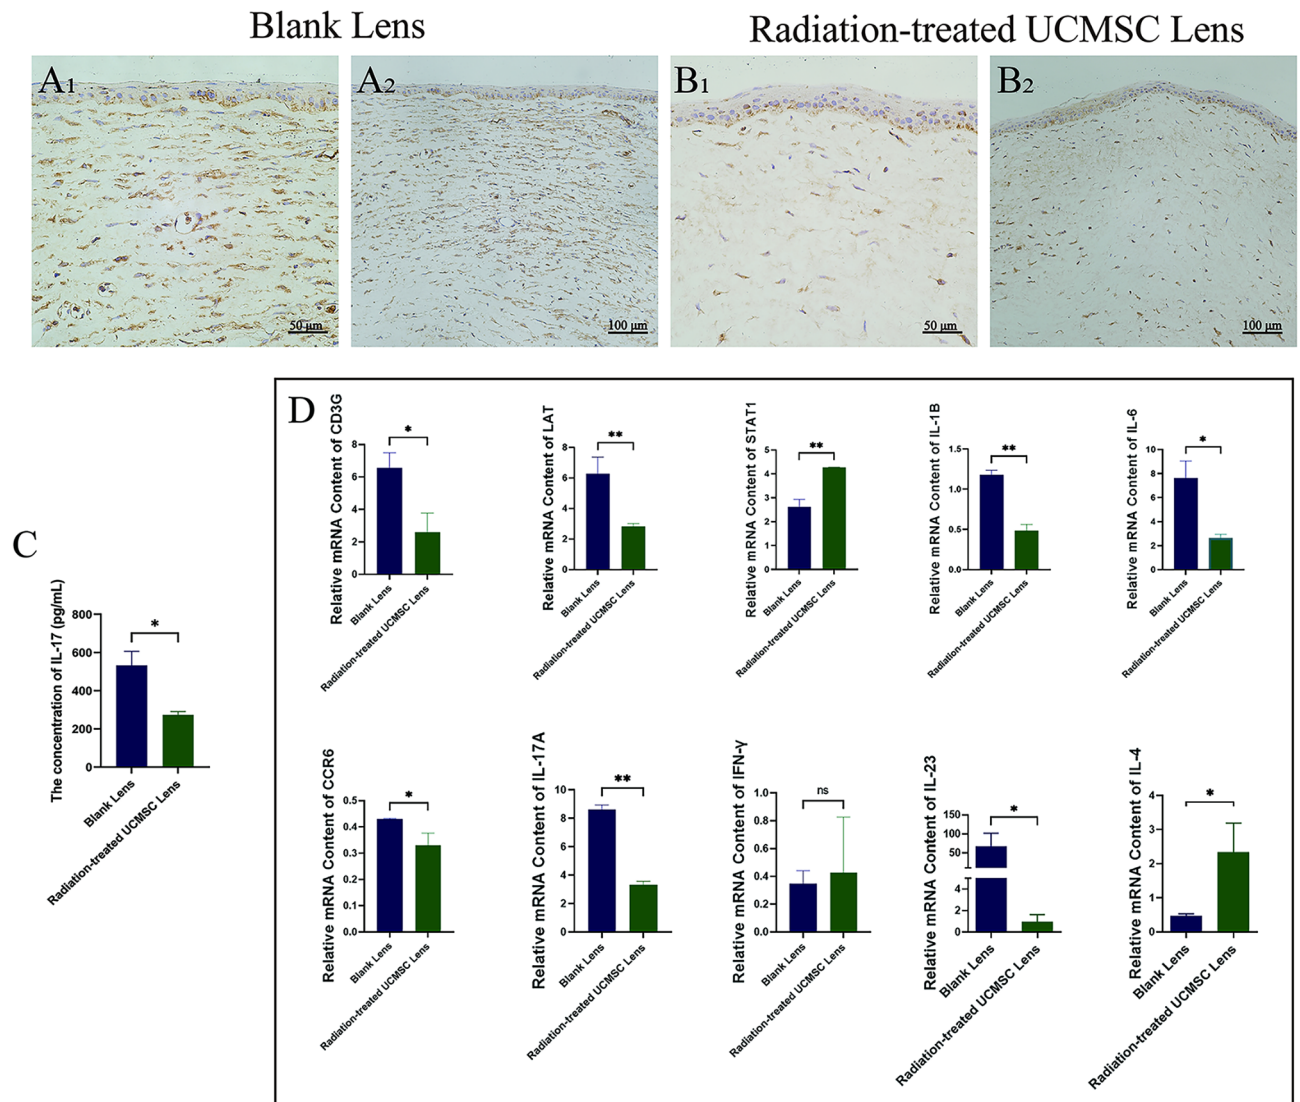 Blank Lens
Radiation-treated UCMSC Lens
A1
50 μm
A2
100 μm
B1
50 μm
B2
100 μm
C
The concentration of IL-17 (pg/mL)
800
600
400
200
0
*
Blank Lens
Radiation-treated UCMSC Lens
D
Relative mRNA Content of CD3G
8
6
4
2
0
*
Blank Lens
Radiation-treated UCMSC Lens
Relative mRNA Content of LAT
8
6
4
2
0
**
Blank Lens
Radiation-treated UCMSC Lens
Relative mRNA Content of STAT1
5
4
3
2
1
0
**
Blank Lens
Radiation-treated UCMSC Lens
Relative mRNA Content of IL-1B
1.5
1.0
0.5
0.0
**
Blank Lens
Radiation-treated UCMSC Lens
Relative mRNA Content of IL-6
10
8
6
4
2
0
*
Blank Lens
Radiation-treated UCMSC Lens
Relative mRNA Content of CCR6
0.5
0.4
0.3
0.2
0.1
0.0
*
Blank Lens
Radiation-treated UCMSC Lens
Relative mRNA Content of IL-17A
10
8
6
4
2
0
**
Blank Lens
Radiation-treated UCMSC Lens
Relative mRNA Content of IFN-γ
1.0
0.8
0.6
0.4
0.2
0.0
ns
Blank Lens
Radiation-treated UCMSC Lens
Relative mRNA Content of IL-23
150
100
50
4
2
0
*
Blank Lens
Radiation-treated UCMSC Lens
Relative mRNA Content of IL-4
4
3
2
1
0
*
Blank Lens
Radiation-treated UCMSC Lens